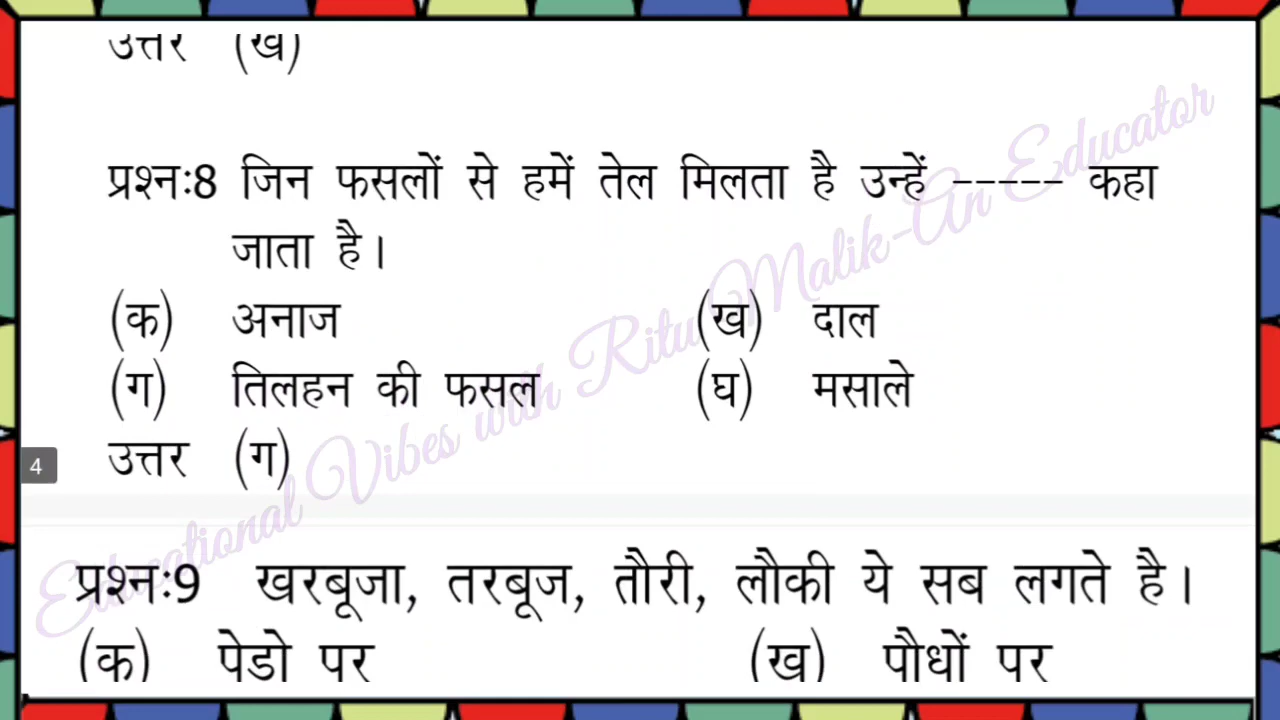 उत्तर (ख)
प्रश्नः8 जिन फसलों से हमें तेल मिलता है उन्हें ----- कहा
जाता है।
(क) अनाज (ख) दाल
(ग) तिलहन की फसल (घ) मसाले
उत्तर (ग)
4
Educational Vibes with Ritu Malik-An Educator
प्रश्नः9 खरबूजा, तरबूज, तौरी, लौकी ये सब लगते है।
(क) पेडो पर (ख) पौधों पर